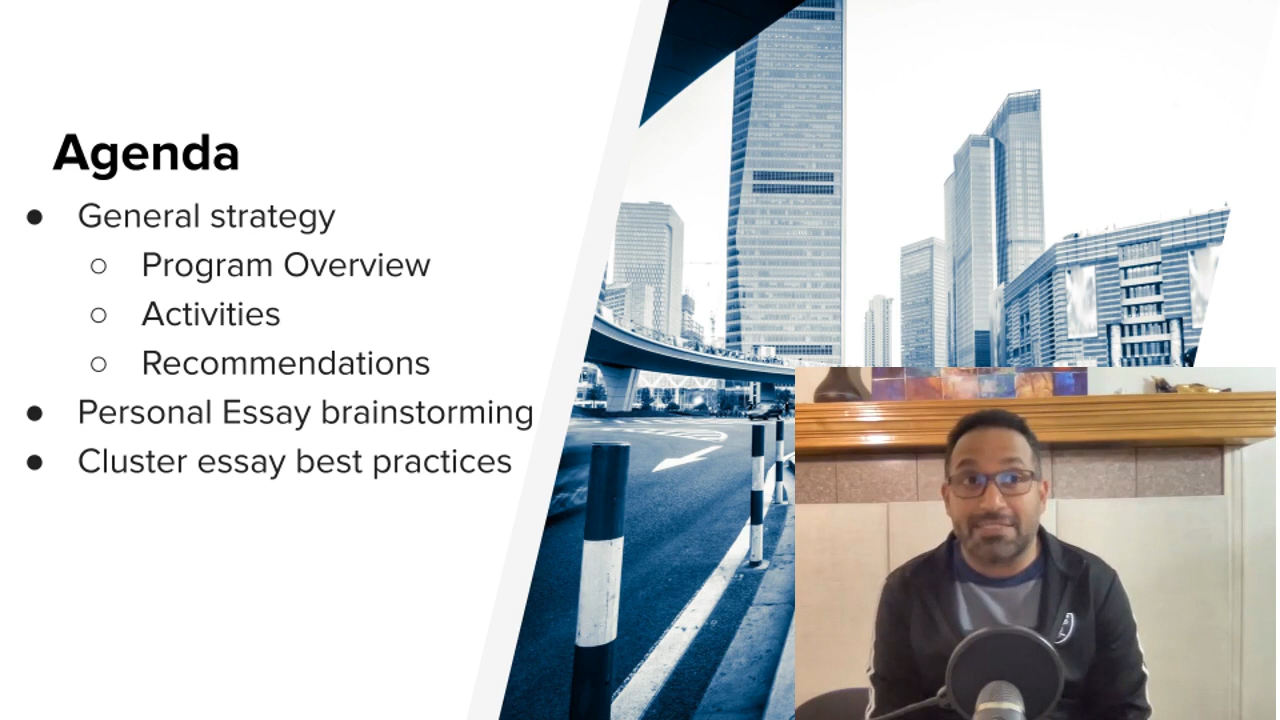 Agenda
● General strategy
○ Program Overview
○ Activities
○ Recommendations
● Personal Essay brainstorming
● Cluster essay best practices